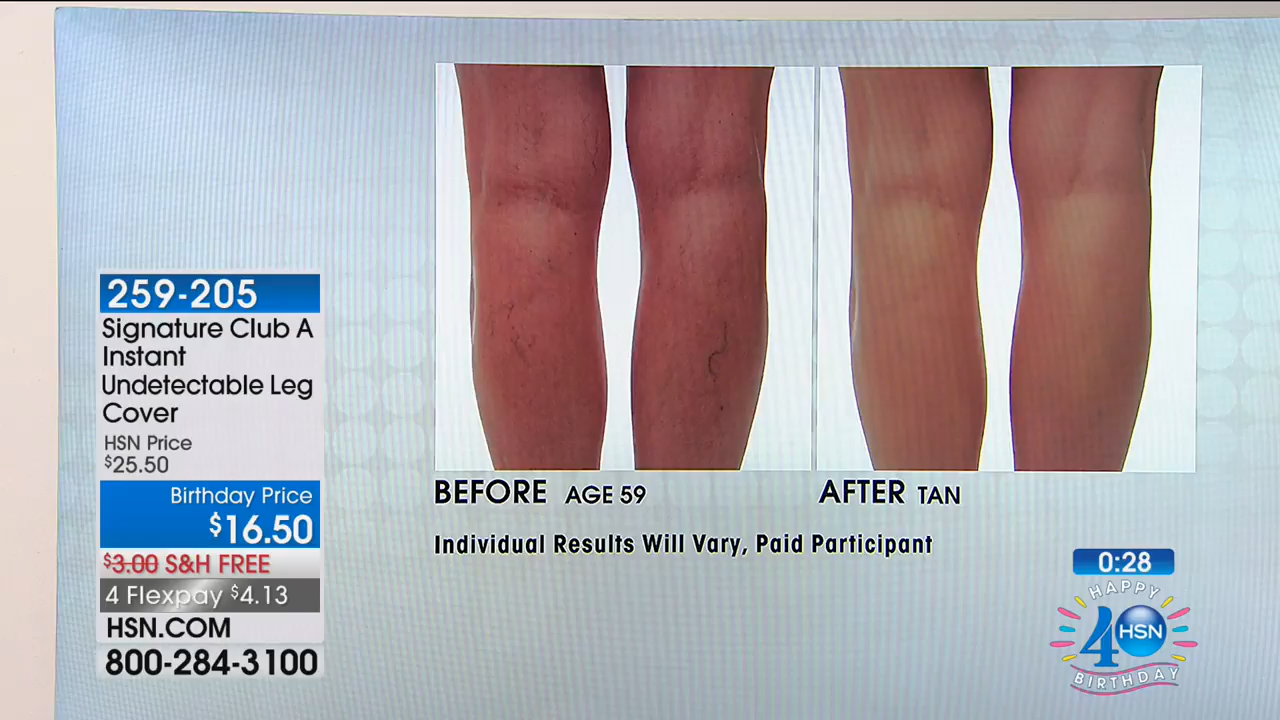 259-205
Signature Club A
Instant
Undetectable Leg
Cover
HSN Price
$25.50
Birthday Price
$16.50
$3.00 S&H FREE
4 Flexpay $4.13
HSN.COM
800-284-3100
BEFORE AGE 59
AFTER TAN
Individual Results Will Vary, Paid Participant
0:28
HAPPY
40 HSN
BIRTHDAY